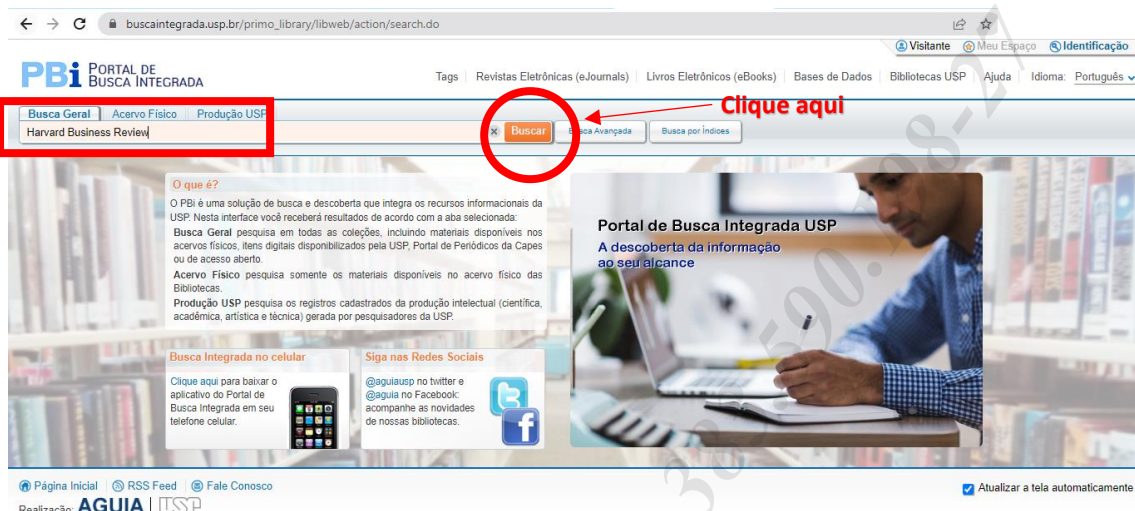 buscaintegrada.usp.br/primo_library/libweb/action/search.do
Visitante Meu Espaço Identificação
PBi PORTAL DE
BUSCA INTEGRADA
Tags Revistas Eletrônicas (eJournals) Livros Eletrônicos (eBooks) Bases de Dados Bibliotecas USP Ajuda Idioma: Português
Clique aqui
Busca Geral Acervo Físico Produção USP
Harvard Business Review Buscar Busca Avançada Busca por Índices
O que é?
O PBi é uma solução de busca e descoberta que integra os recursos informacionais da
USP. Nesta interface você receberá resultados de acordo com a aba selecionada:
Busca Geral pesquisa em todas as coleções, incluindo materiais disponíveis nos
acervos físicos, itens digitais disponibilizados pela USP, Portal de Periódicos da Capes
ou de acesso aberto.
Acervo Físico pesquisa somente os materiais disponíveis no acervo físico das
Bibliotecas.
Produção USP pesquisa os registros cadastrados da produção intelectual (científica,
acadêmica, artística e técnica) gerada por pesquisadores da USP.
Portal de Busca Integrada USP
A descoberta da informação
ao seu alcance
Busca Integrada no celular
Clique aqui para baixar o
aplicativo do Portal de
Busca Integrada em seu
telefone celular.
Siga nas Redes Sociais
@aguiausp no twitter e
@aguia no Facebook:
acompanhe as novidades
de nossas bibliotecas.
Página Inicial RSS Feed Fale Conosco
Atualizar a tela automaticamente
Realização: AGUIA USP